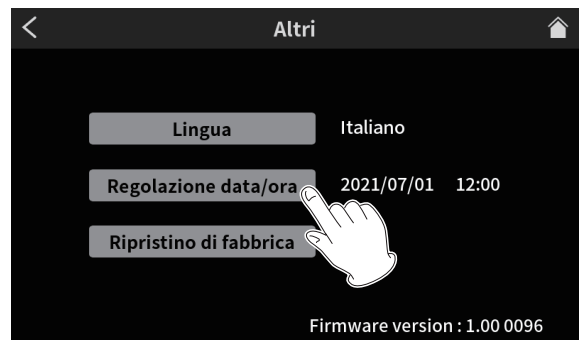 Altri
Lingua Italiano
Regolazione data/ora 2021/07/01 12:00
Ripristino di fabbrica
Firmware version : 1.00 0096